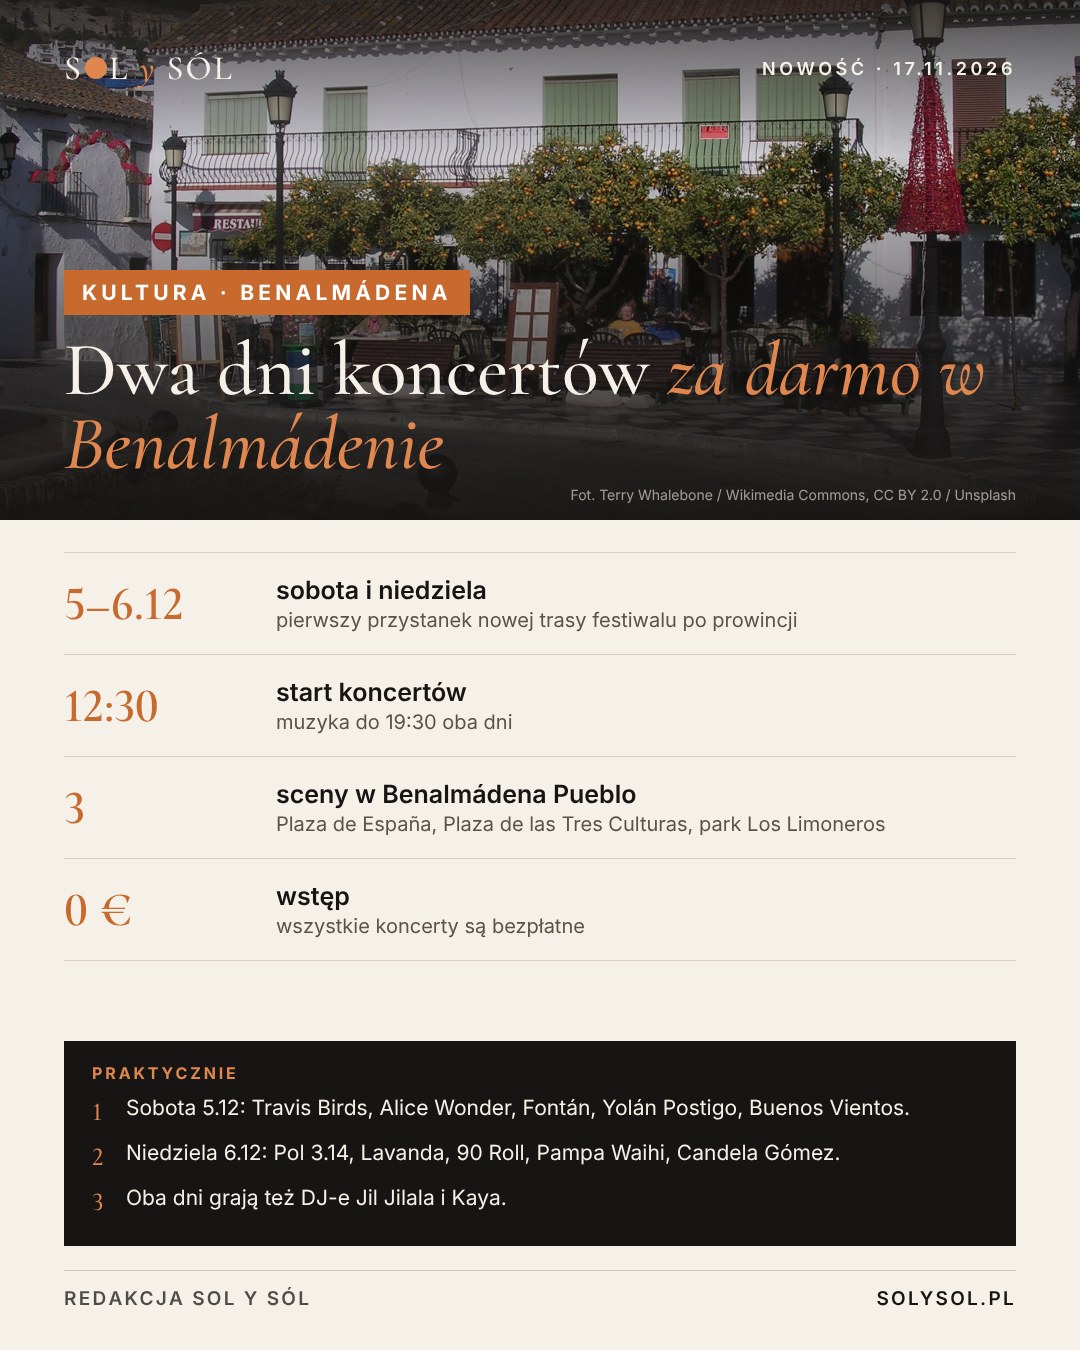 SOL y SÓL
NOWOŚĆ · 17.11.2026
RESTAU
KULTURA · BENALMÁDENA
Dwa dni koncertów za darmo w
Benalmádenie
Fot. Terry Whalebone / Wikimedia Commons, CC BY 2.0 / Unsplash
5–6.12
sobota i niedziela
pierwszy przystanek nowej trasy festiwalu po prowincji
12:30
start koncertów
muzyka do 19:30 oba dni
3
sceny w Benalmádena Pueblo
Plaza de España, Plaza de las Tres Culturas, park Los Limoneros
0 €
wstęp
wszystkie koncerty są bezpłatne
PRAKTYCZNIE
1 Sobota 5.12: Travis Birds, Alice Wonder, Fontán, Yolán Postigo, Buenos Vientos.
2 Niedziela 6.12: Pol 3.14, Lavanda, 90 Roll, Pampa Waihi, Candela Gómez.
3 Oba dni grają też DJ-e Jil Jilala i Kaya.
REDAKCJA SOL Y SÓL
SOLYSOL.PL